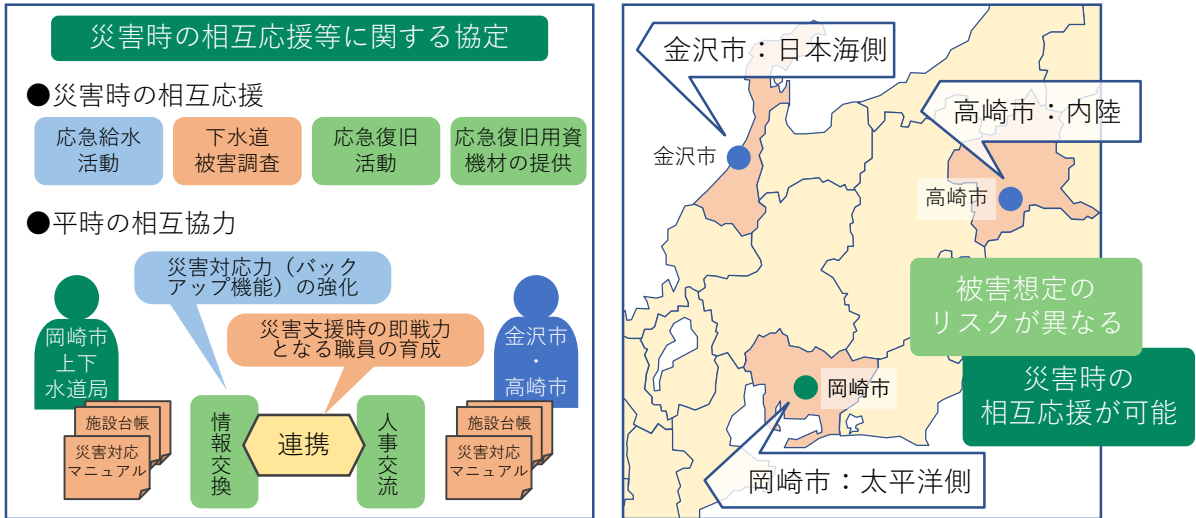 災害時の相互応援等に関する協定
●災害時の相互応援
応急給水
活動
下水道
被害調査
応急復旧
活動
応急復旧用資
機材の提供
●平時の相互協力
災害対応力（バック
アップ機能）の強化
災害支援時の即戦力
となる職員の育成
岡崎市
上下
水道局
金沢市
・
高崎市
施設台帳
災害対応
マニュアル
情報交換
連携
人事交流
施設台帳
災害対応
マニュアル
金沢市：日本海側
高崎市：内陸
金沢市
高崎市
被害想定の
リスクが異なる
災害時の
相互応援が可能
岡崎市
岡崎市：太平洋側